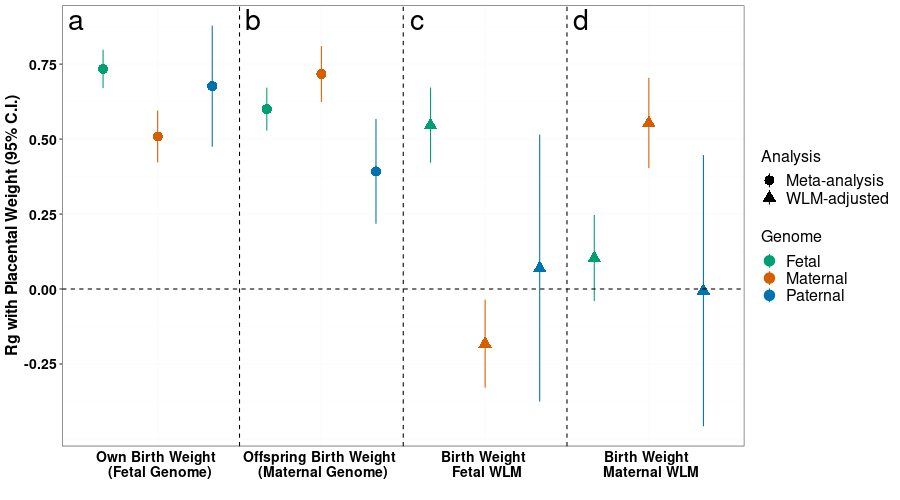 a
b
c
d
Rg with Placental Weight (95% C.I.)
0.75
0.50
0.25
0.00
-0.25
Own Birth Weight
(Fetal Genome)
Offspring Birth Weight
(Maternal Genome)
Birth Weight
Fetal WLM
Birth Weight
Maternal WLM
Analysis
Meta-analysis
WLM-adjusted
Genome
Fetal
Maternal
Paternal